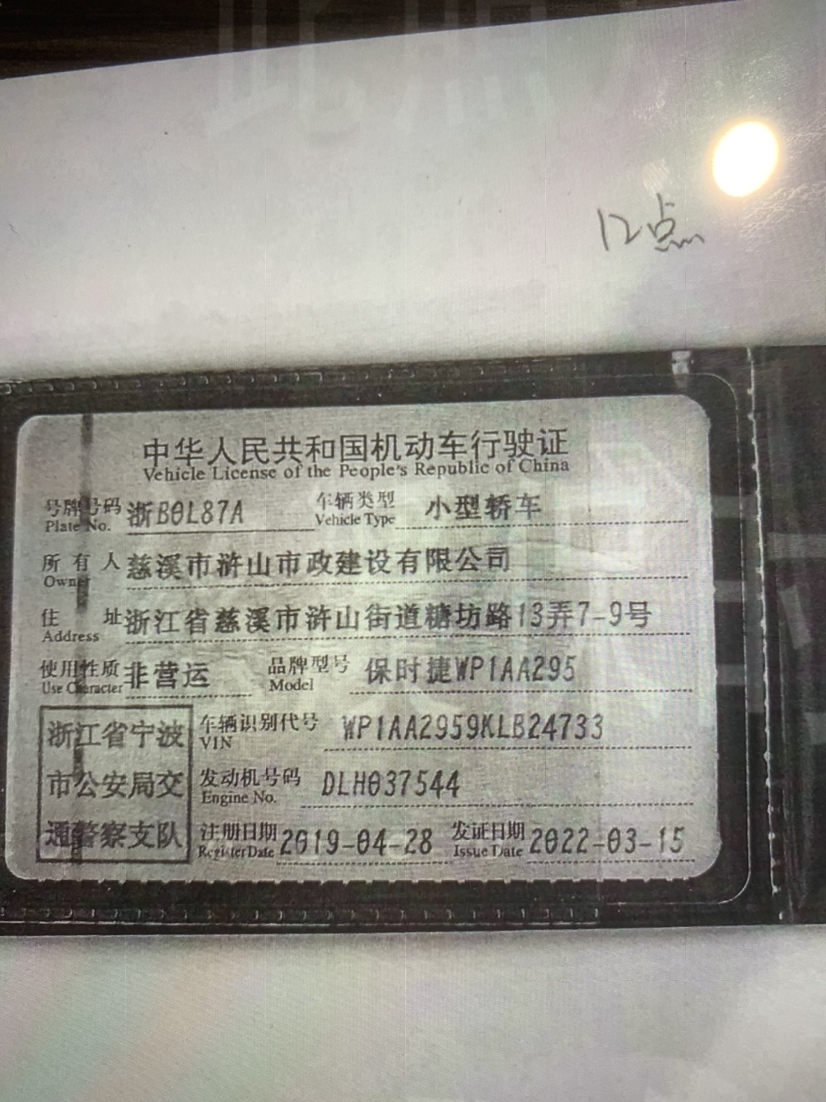 此照
12点
中华人民共和国机动车行驶证
Vehicle License of the People's Republic of China
号牌号码 浙B0L87A 车辆类型 小型轿车
Plate No. Vehicle Type
所有人 慈溪市浒山市政建设有限公司
Owner
住址 浙江省慈溪市浒山街道糖坊路13弄7-9号
Address
使用性质 非营运 品牌型号 保时捷WP1AA295
Use Character Model
浙江省宁波 车辆识别代号 WP1AA2959KLB24733
VIN
市公安局交 发动机号码 DLH037544
Engine No.
通警察支队 注册日期 2019-04-28 发证日期 2022-03-15
Register Date Issue Date